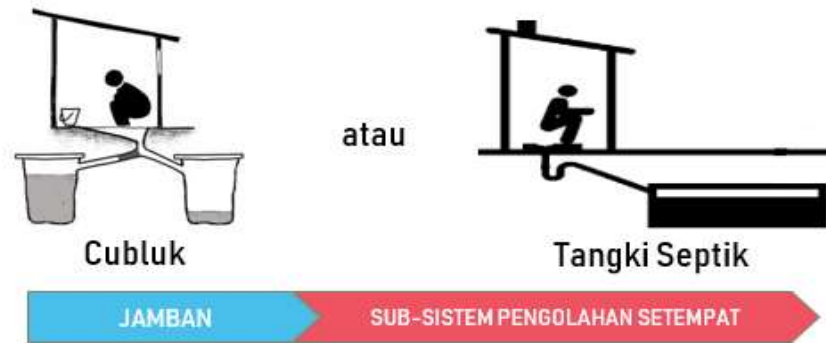 atau
Cubluk
Tangki Septik
JAMBAN
SUB-SISTEM PENGOLAHAN SETEMPAT